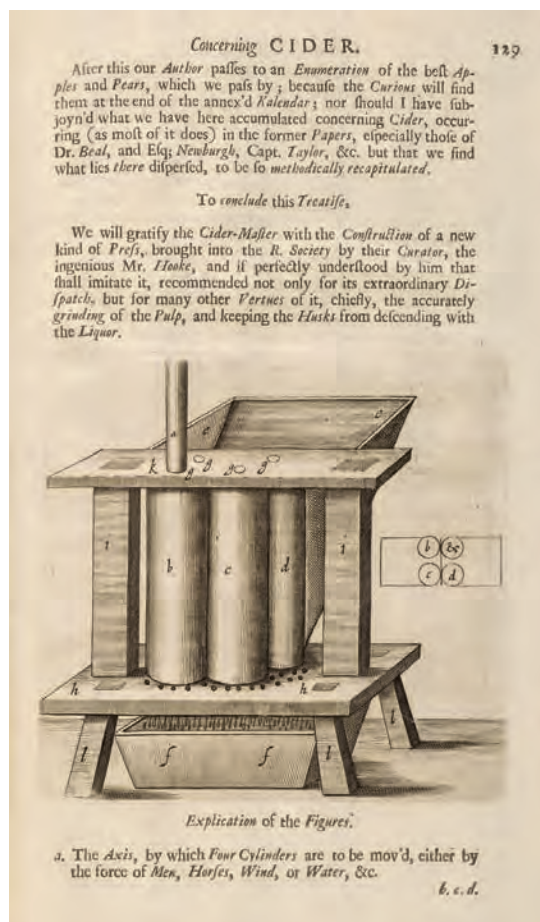 Concerning CIDER. 129
After this our Author paſſes to an Enumeration of the beſt Ap-
ples and Pears, which we paſs by; becauſe the Curious will find
them at the end of the annex'd Kalendar; nor ſhould I have ſub-
joyn'd what we have here accumulated concerning Cider, occur-
ring (as moſt of it does) in the former Papers, eſpecially thoſe of
Dr. Beal, and Eſq; Newburgh, Capt. Taylor, &c. but that we find
what lies there diſperſed, to be ſo methodically recapitulated.
To conclude this Treatiſe,
We will gratify the Cider-Maſter with the Conſtruction of a new
kind of Preſs, brought into the R. Society by their Curator, the
ingenious Mr. Hooke, and if perfectly underſtood by him that
ſhall imitate it, recommended not only for its extraordinary Di-
ſpatch, but for many other Vertues of it, chiefly, the accurately
grinding of the Pulp, and keeping the Husks from deſcending with
the Liquor.
a e e
k g g g g
i b c d i
b &c
c d
h h
l f f l l
Explication of the Figures.
a. The Axis, by which Four Cylinders are to be mov'd, either by
the force of Men, Horſes, Wind, or Water, &c.
b. c. d.